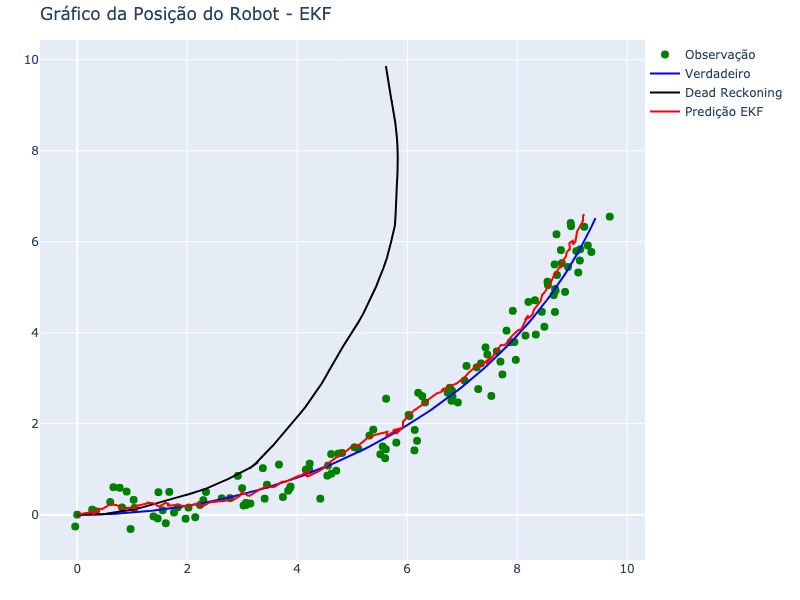 Gráfico da Posição do Robot - EKF
Observação
Verdadeiro
Dead Reckoning
Predição EKF
10
8
6
4
2
0
0 2 4 6 8 10